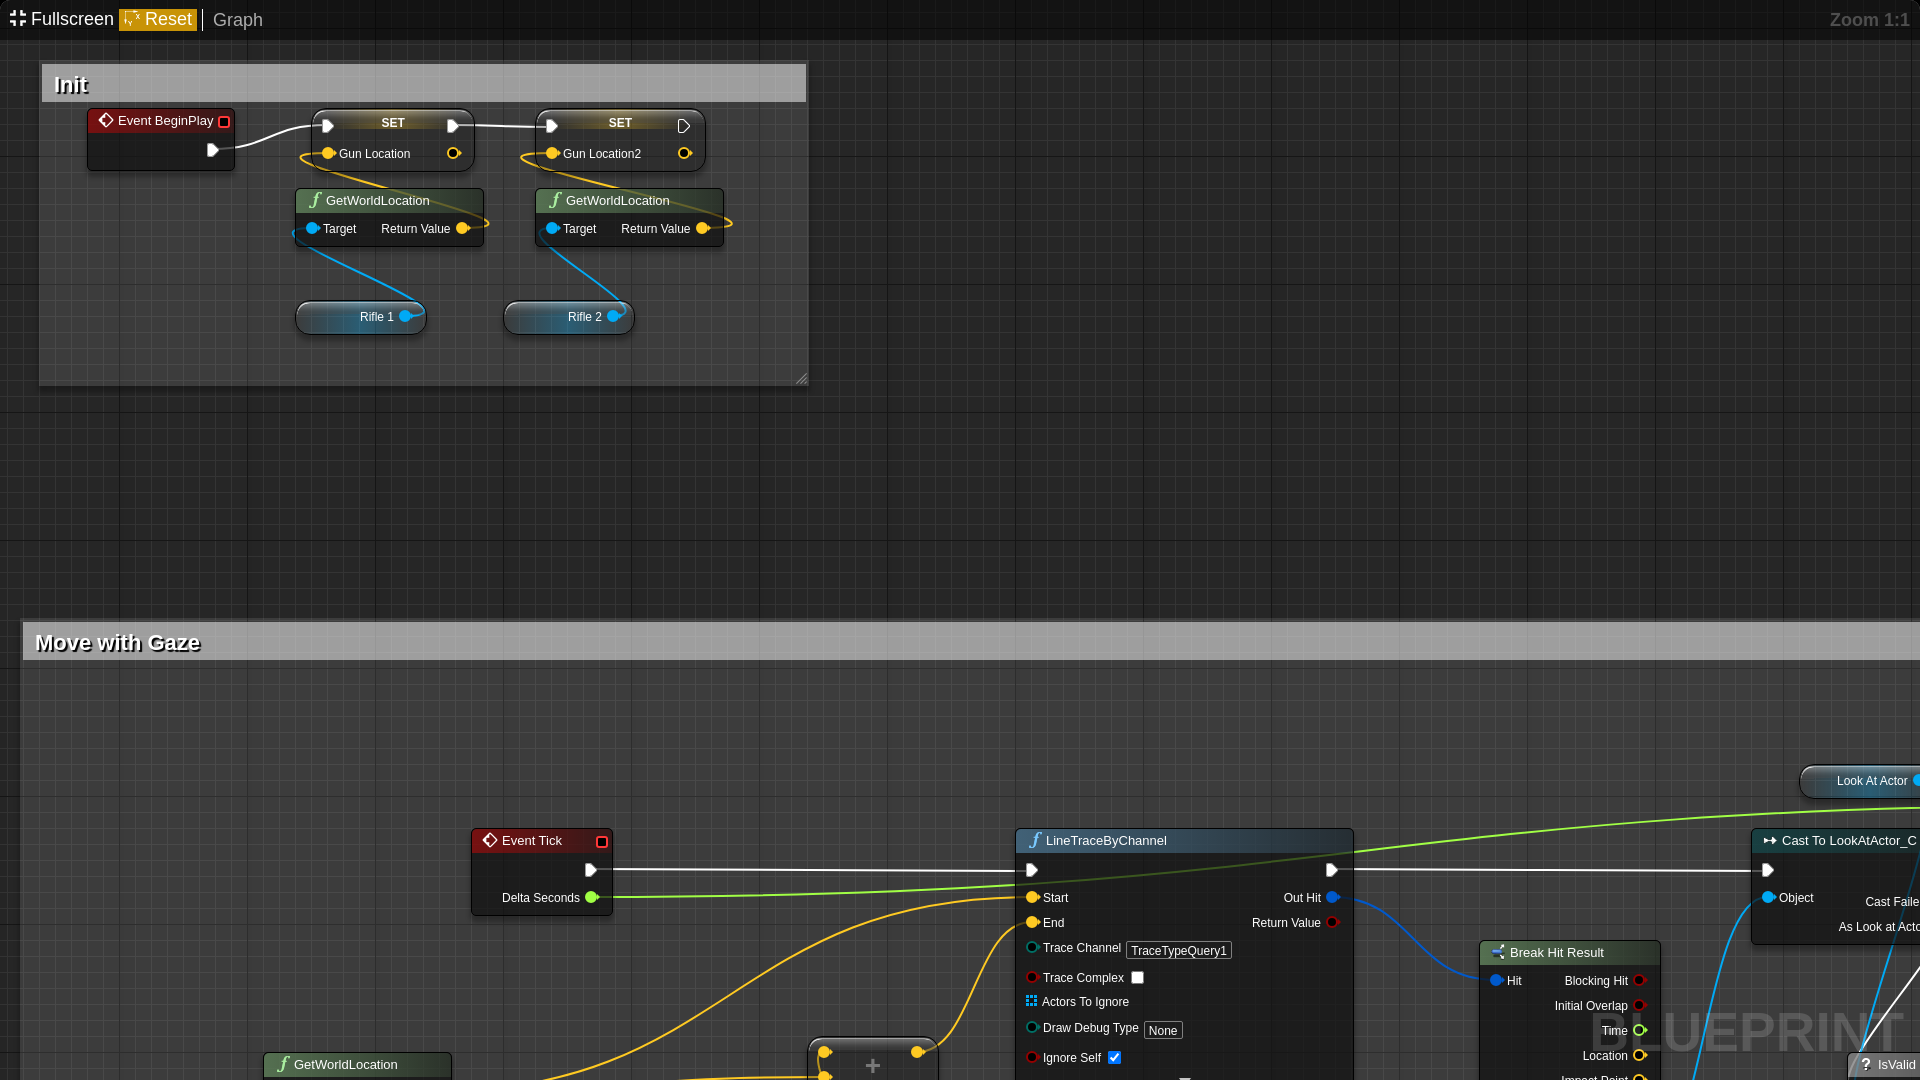 Fullscreen Reset Graph Zoom 1:1
Init
Event BeginPlay
SET
Gun Location
SET
Gun Location2
GetWorldLocation
Target Return Value
GetWorldLocation
Target Return Value
Rifle 1
Rifle 2
Move with Gaze
Look At Actor
Event Tick
Delta Seconds
LineTraceByChannel
Start Out Hit
End Return Value
Trace Channel TraceTypeQuery1
Trace Complex
Actors To Ignore
Draw Debug Type None
Ignore Self
Cast To LookAtActor_C
Object Cast Faile
As Look at Acto
Break Hit Result
Hit Blocking Hit
Initial Overlap
Time
Location
Impact Point
BLUEPRINT
? IsValid
GetWorldLocation
+